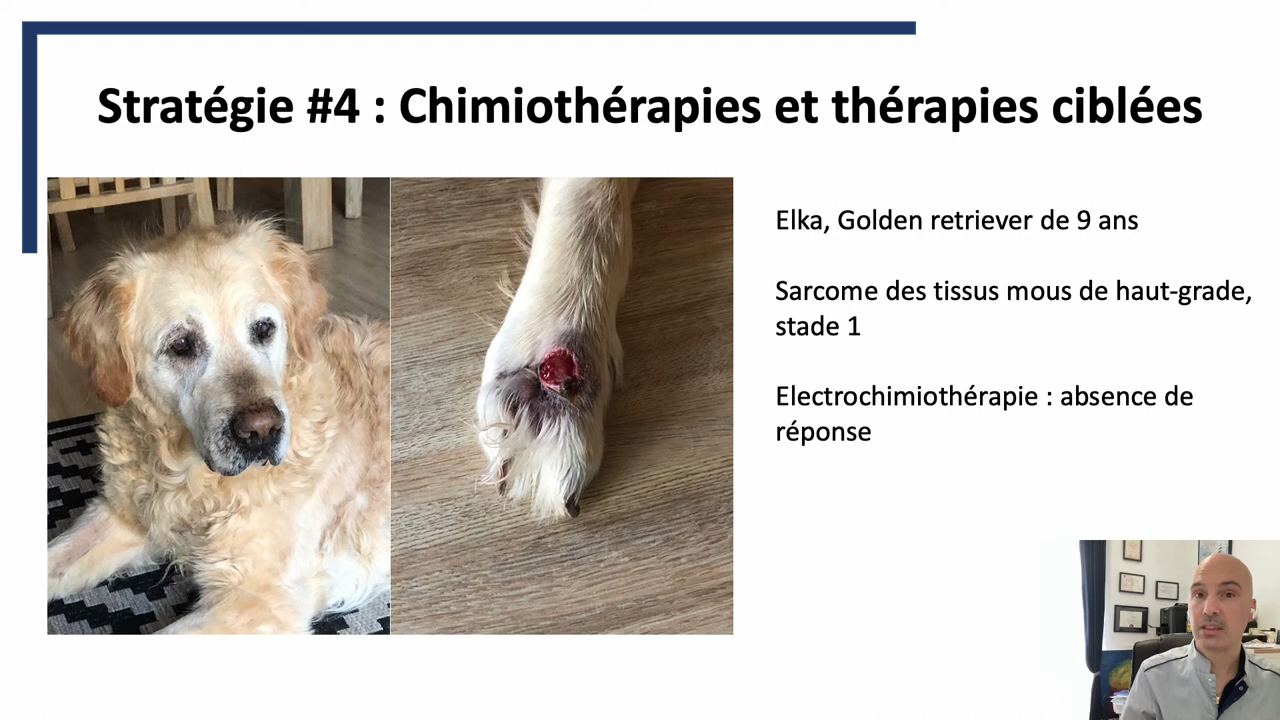 Stratégie #4 : Chimiothérapies et thérapies ciblées
Elka, Golden retriever de 9 ans
Sarcome des tissus mous de haut-grade,
stade 1
Electrochimiothérapie : absence de
réponse